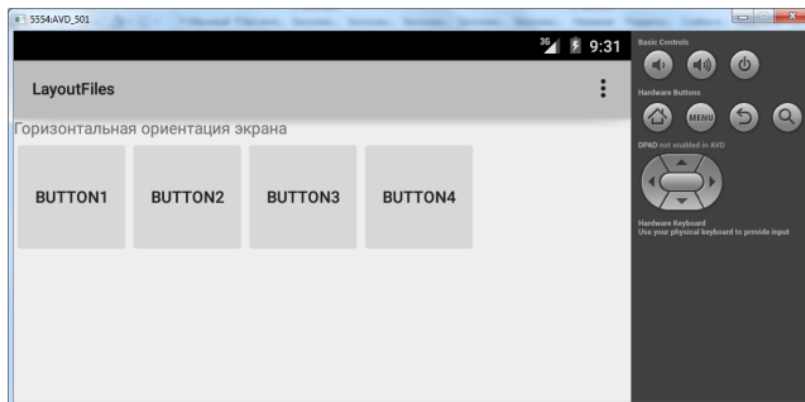 5554:AVD_501
3G 9:31
LayoutFiles
Горизонтальная ориентация экрана
BUTTON1 BUTTON2 BUTTON3 BUTTON4
Basic Controls
Hardware Buttons
MENU
DPAD not enabled in AVD
Hardware Keyboard
Use your physical keyboard to provide input